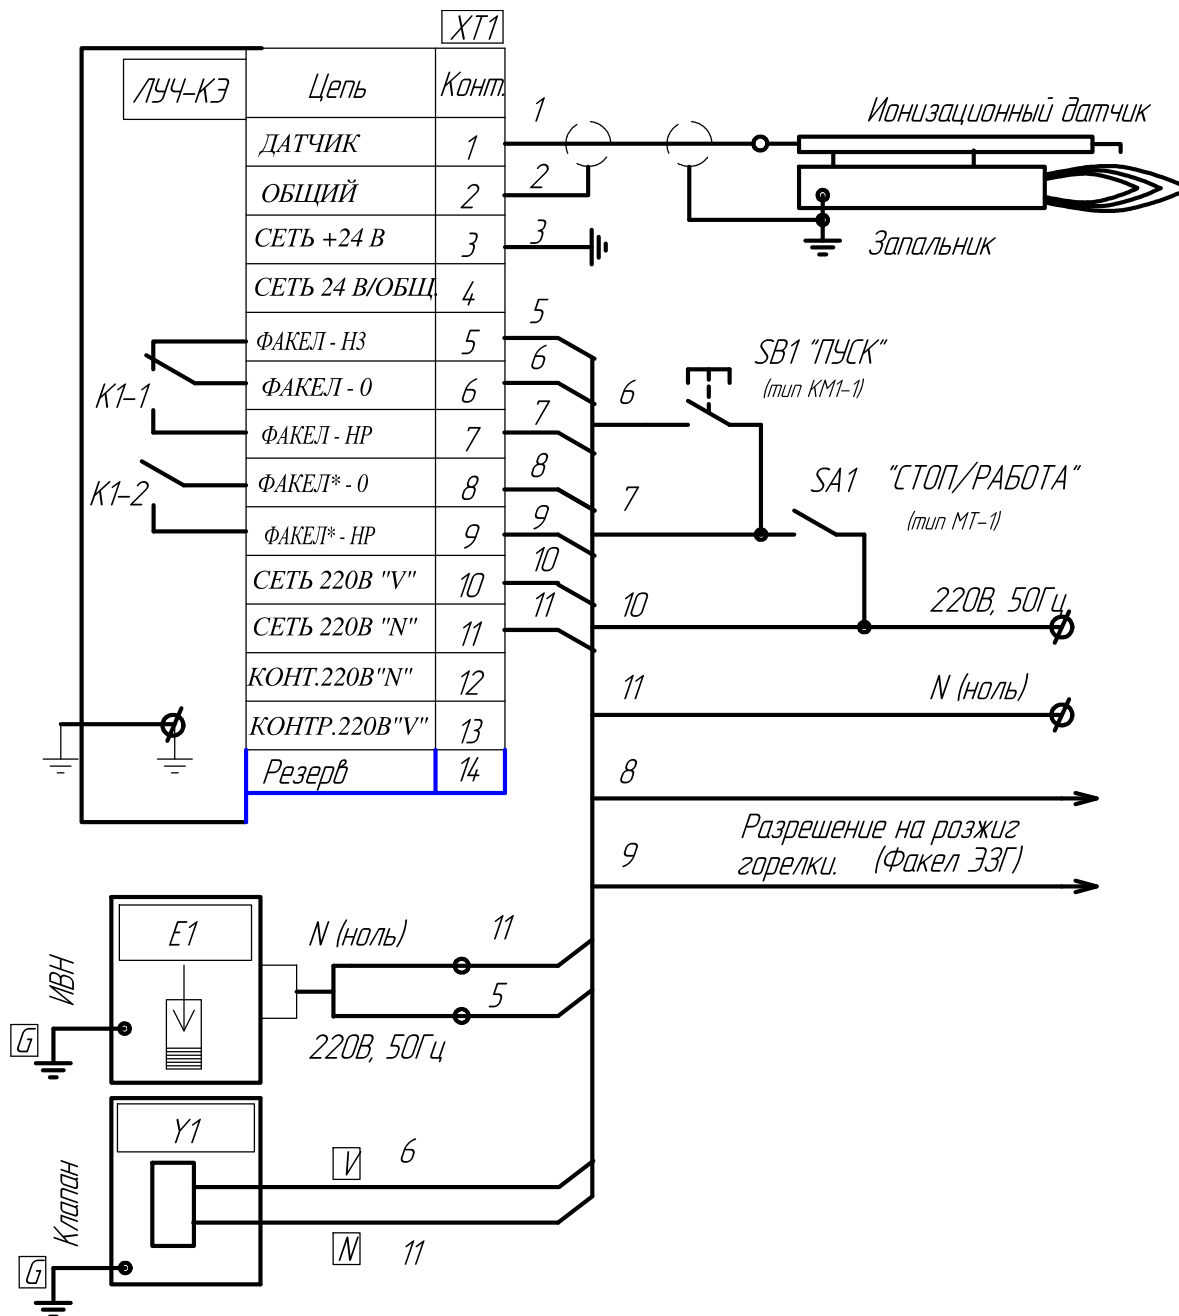 XT1
ЛУЧ-КЭ
Цепь
Конт.
ДАТЧИК 1
ОБЩИЙ 2
СЕТЬ +24 В 3
СЕТЬ 24 В/ОБЩ. 4
ФАКЕЛ - НЗ 5
ФАКЕЛ - 0 6
ФАКЕЛ - НР 7
ФАКЕЛ* - 0 8
ФАКЕЛ* - НР 9
СЕТЬ 220В "V" 10
СЕТЬ 220В "N" 11
КОНТ.220В"N" 12
КОНТР.220В"V" 13
Резерв 14
К1-1
К1-2
1
2
3
5
6
7
8
9
10
11
Ионизационный датчик
Запальник
SB1 "ПУСК"
(тип КМ1-1)
6
SA1 "СТОП/РАБОТА"
(тип МТ-1)
7
10
220В, 50Гц
11
N (ноль)
8
Разрешение на розжиг
горелки. (Факел ЭЗГ)
9
E1
ИВН
G
N (ноль)
11
5
220В, 50Гц
Y1
Клапан
G
V
6
N
11